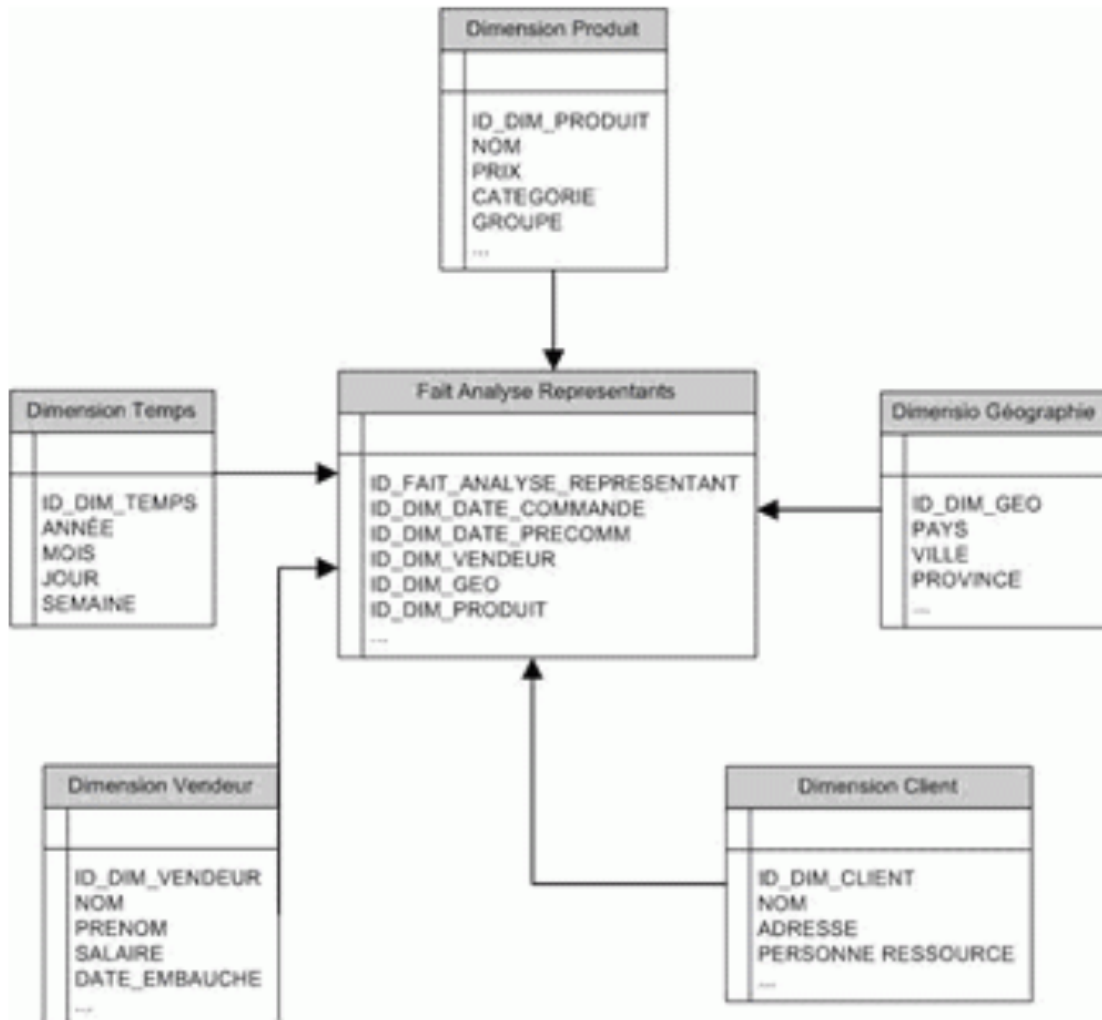 Dimension Produit
ID_DIM_PRODUIT
NOM
PRIX
CATEGORIE
GROUPE
...
Dimension Temps
ID_DIM_TEMPS
ANNÉE
MOIS
JOUR
SEMAINE
Fait Analyse Representants
ID_FAIT_ANALYSE_REPRESENTANT
ID_DIM_DATE_COMMANDE
ID_DIM_DATE_PRECOMM
ID_DIM_VENDEUR
ID_DIM_GEO
ID_DIM_PRODUIT
...
Dimensio Géographie
ID_DIM_GEO
PAYS
VILLE
PROVINCE
...
Dimension Vendeur
ID_DIM_VENDEUR
NOM
PRENOM
SALAIRE
DATE_EMBAUCHE
...
Dimension Client
ID_DIM_CLIENT
NOM
ADRESSE
PERSONNE RESSOURCE
...